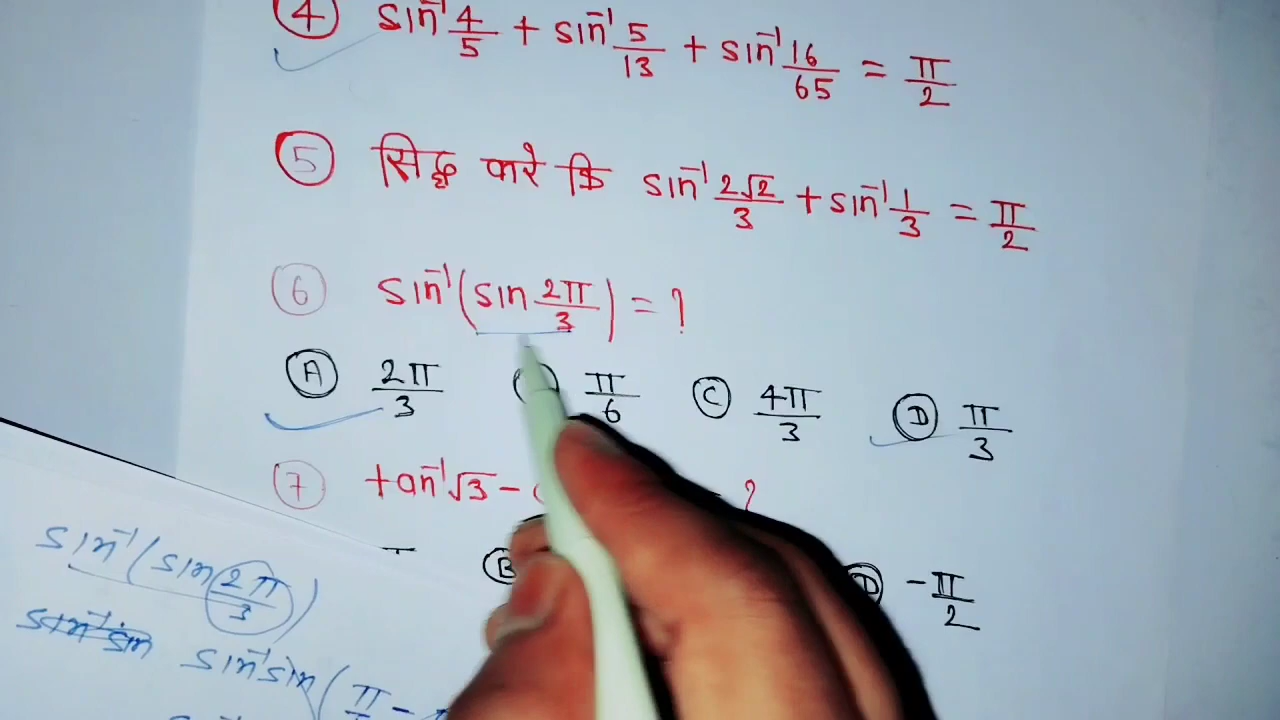 ④ sin⁻¹ 4/5 + sin⁻¹ 5/13 + sin⁻¹ 16/65 = π/2
⑤ सिद्ध करे कि sin⁻¹ 2√2/3 + sin⁻¹ 1/3 = π/2
⑥ sin⁻¹(sin 2π/3) = ?
Ⓐ 2π/3 π/6 Ⓒ 4π/3 Ⓓ π/3
⑦ tan⁻¹√3 - ?
Ⓑ Ⓓ -π/2
sin⁻¹(sin 2π/3)
sin⁻¹sin sin⁻¹sin(π -